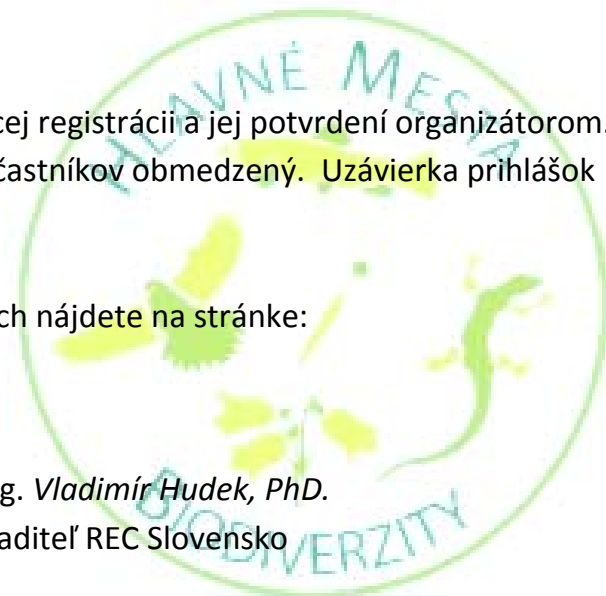 HLAVNÉ MESTÁ
cej registrácii a jej potvrdení organizátorom.
častníkov obmedzený. Uzávierka prihlášok
ch nájdete na stránke:
g. Vladimír Hudek, PhD.
aditeľ REC Slovensko
BIODIVERZITY